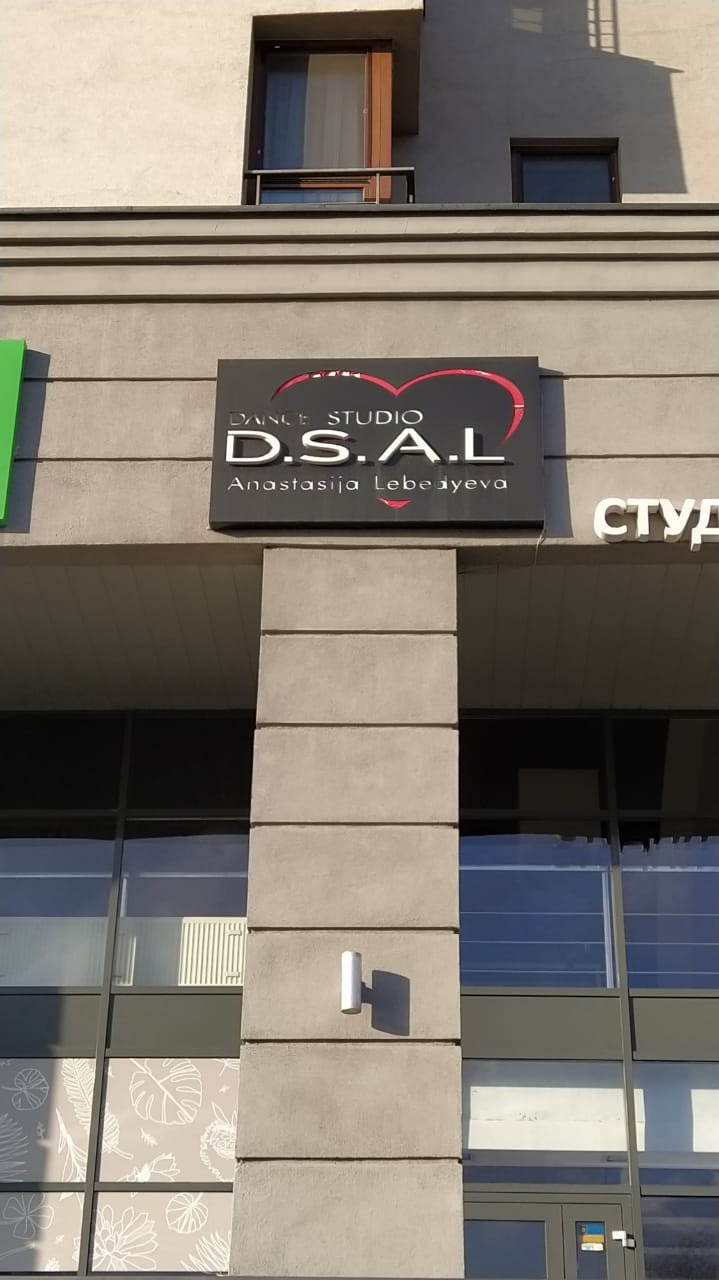 DANCE STUDIO
D.S.A.L
Anastasija Lebedyeva
СТУД